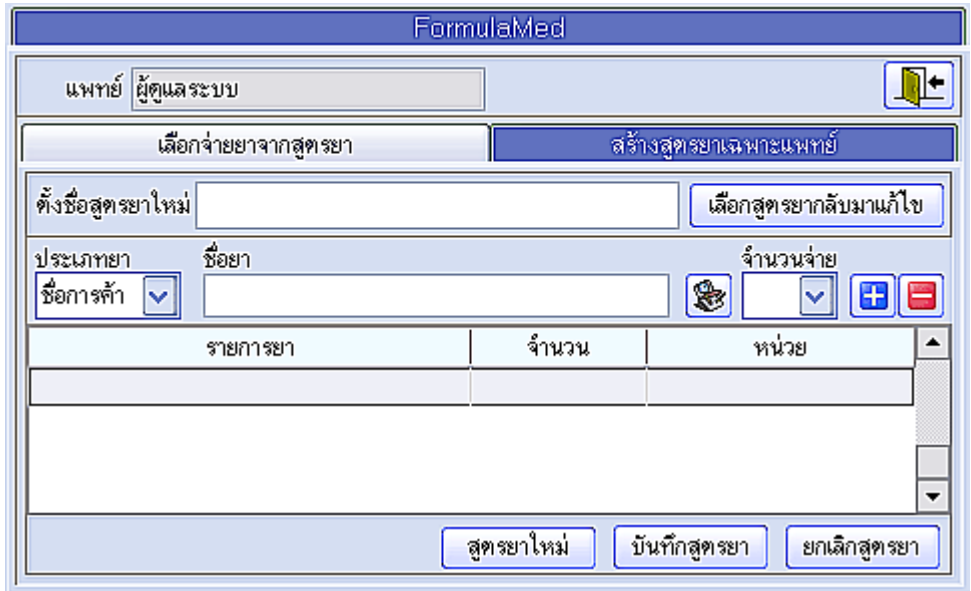 FormulaMed
แพทย์ ผู้ดูแลระบบ
เลือกจ่ายยาจากสูตรยา สร้างสูตรยาเฉพาะแพทย์
ตั้งชื่อสูตรยาใหม่ เลือกสูตรยากลับมาแก้ไข
ประเภทยา ชื่อยา จำนวนจ่าย
ชื่อการค้า
รายการยา จำนวน หน่วย
สูตรยาใหม่ บันทึกสูตรยา ยกเลิกสูตรยา